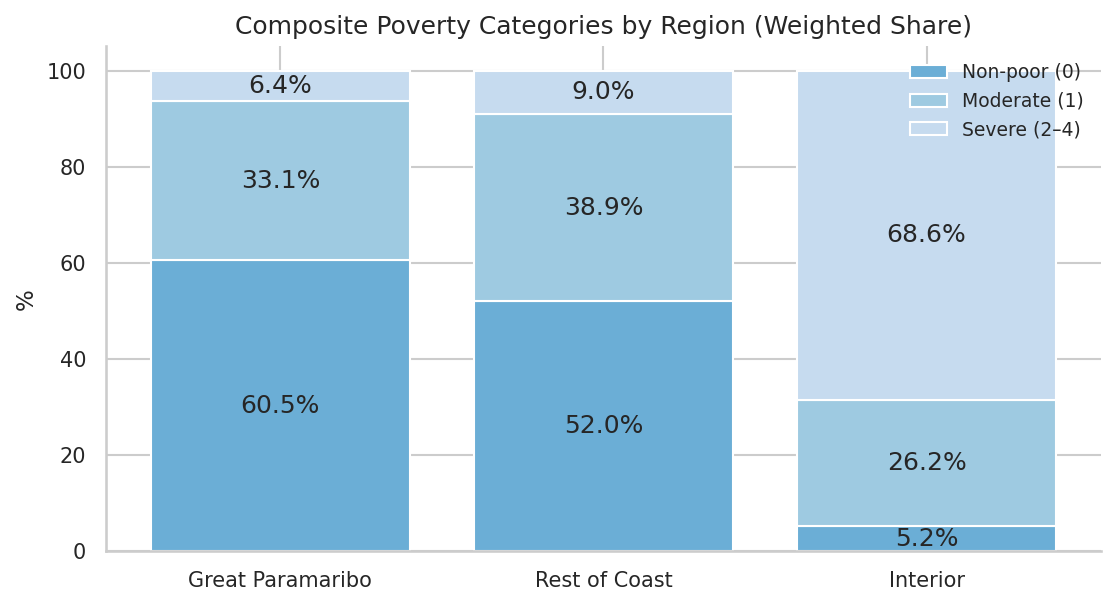 Composite Poverty Categories by Region (Weighted Share)
Non-poor (0)
Moderate (1)
Severe (2–4)
%
100
80
60
40
20
0
6.4%
33.1%
60.5%
9.0%
38.9%
52.0%
68.6%
26.2%
5.2%
Great Paramaribo
Rest of Coast
Interior